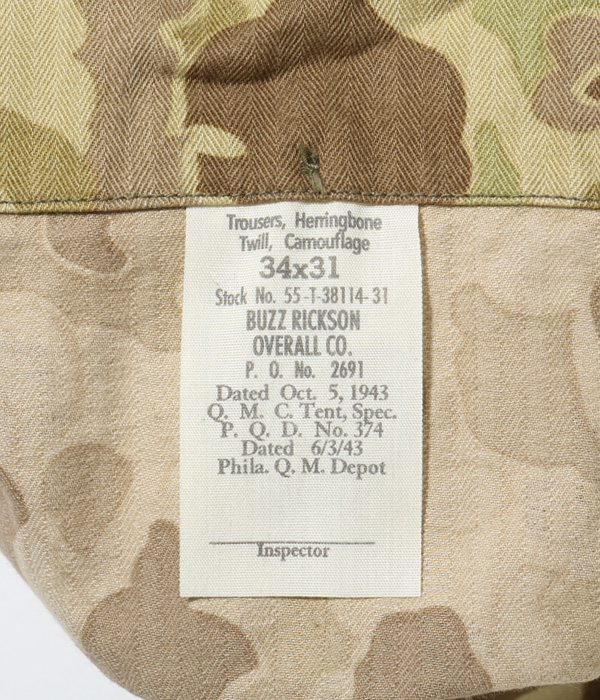 Trousers, Herringbone
Twill, Camouflage
34x31
Stock No. 55-T-38114-31
BUZZ RICKSON
OVERALL CO.
P. O. No. 2691
Dated Oct. 5, 1943
Q. M. C. Tent, Spec.
P. Q. D. No. 374
Dated 6/3/43
Phila. Q. M. Depot
Inspector